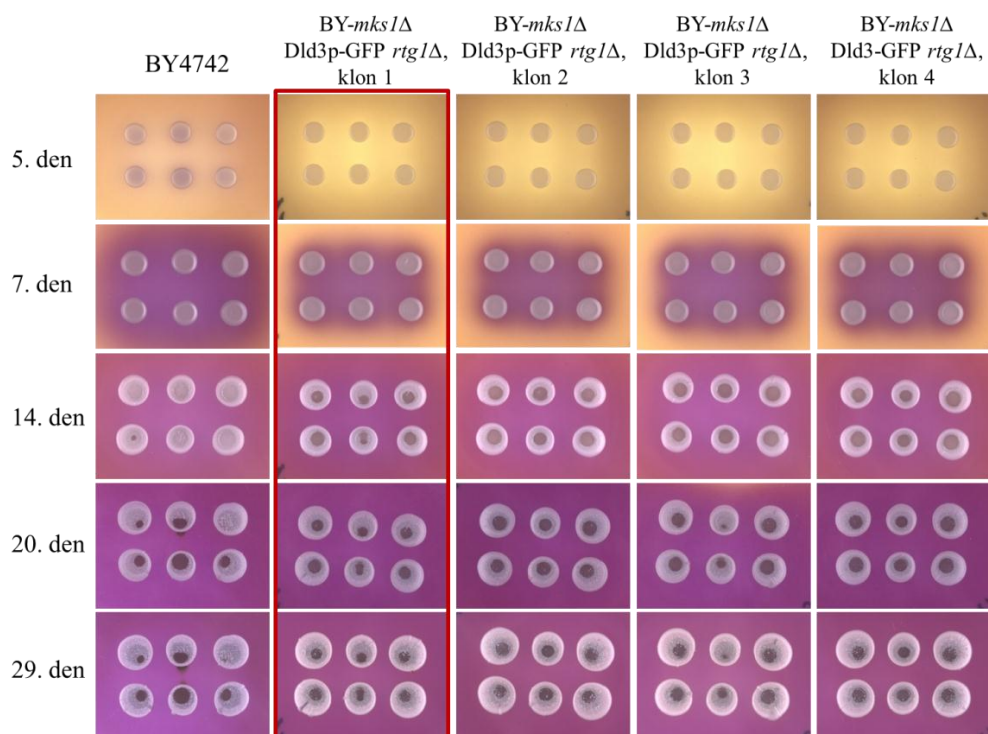 BY4742
BY-mks1Δ
Dld3p-GFP rtg1Δ,
klon 1
BY-mks1Δ
Dld3p-GFP rtg1Δ,
klon 2
BY-mks1Δ
Dld3p-GFP rtg1Δ,
klon 3
BY-mks1Δ
Dld3-GFP rtg1Δ,
klon 4
5. den
7. den
14. den
20. den
29. den